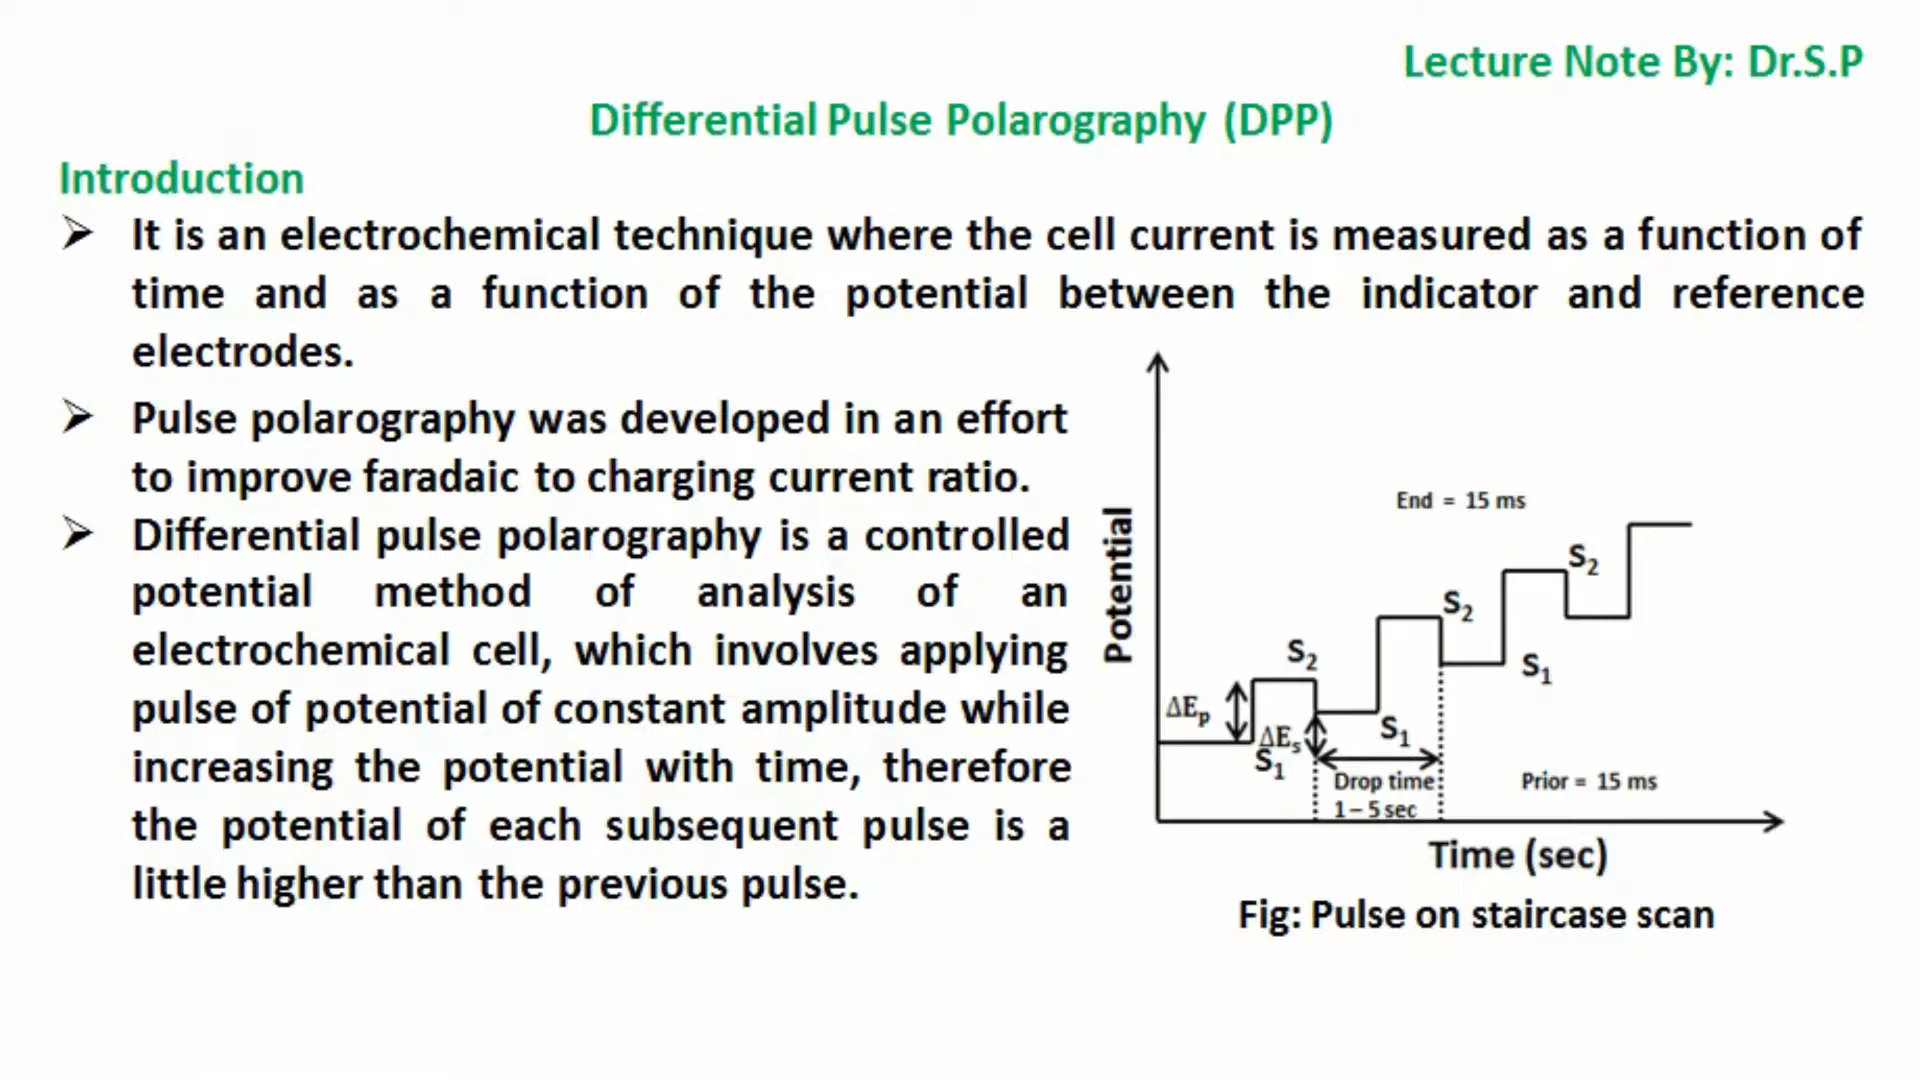 Lecture Note By: Dr.S.P
Differential Pulse Polarography (DPP)
Introduction
➢ It is an electrochemical technique where the cell current is measured as a function of
time and as a function of the potential between the indicator and reference
electrodes.
➢ Pulse polarography was developed in an effort
to improve faradaic to charging current ratio.
➢ Differential pulse polarography is a controlled
potential method of analysis of an
electrochemical cell, which involves applying
pulse of potential of constant amplitude while
increasing the potential with time, therefore
the potential of each subsequent pulse is a
little higher than the previous pulse.
Potential
End = 15 ms
S₂
S₂
S₂
S₁
ΔEₚ
S₁
ΔEₛ
S₁
Drop time
1 – 5 sec
Prior = 15 ms
Time (sec)
Fig: Pulse on staircase scan